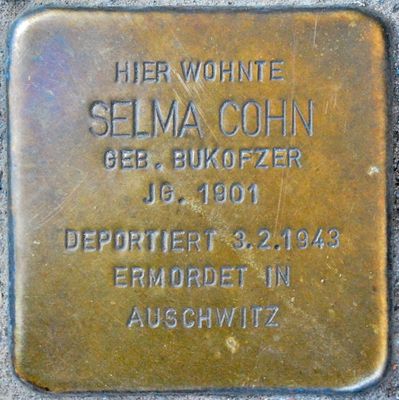 HIER WOHNTE
SELMA COHN
GEB. BUKOFZER
JG. 1901
DEPORTIERT 3.2.1943
ERMORDET IN
AUSCHWITZ